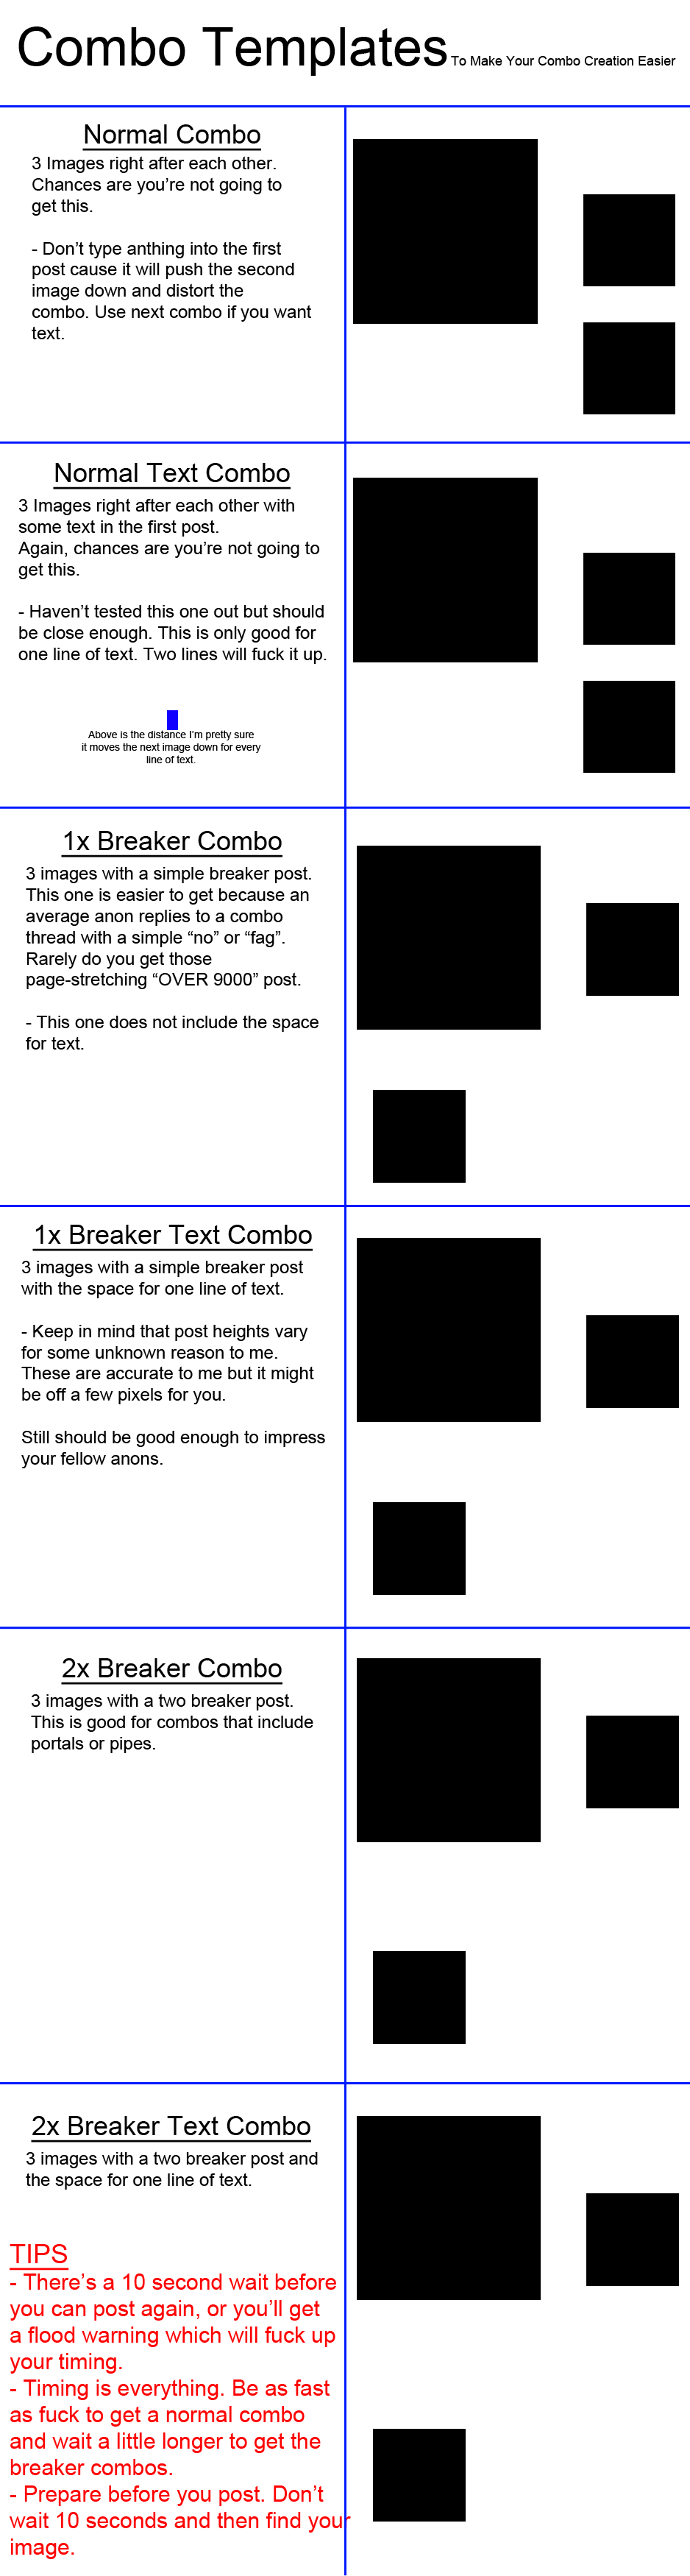 Combo Templates To Make Your Combo Creation Easier
Normal Combo
3 Images right after each other.
Chances are you’re not going to
get this.
- Don’t type anthing into the first
post cause it will push the second
image down and distort the
combo. Use next combo if you want
text.
Normal Text Combo
3 Images right after each other with
some text in the first post.
Again, chances are you’re not going to
get this.
- Haven’t tested this one out but should
be close enough. This is only good for
one line of text. Two lines will fuck it up.
Above is the distance I’m pretty sure
it moves the next image down for every
line of text.
1x Breaker Combo
3 images with a simple breaker post.
This one is easier to get because an
average anon replies to a combo
thread with a simple “no” or “fag”.
Rarely do you get those
page-stretching “OVER 9000” post.
- This one does not include the space
for text.
1x Breaker Text Combo
3 images with a simple breaker post
with the space for one line of text.
- Keep in mind that post heights vary
for some unknown reason to me.
These are accurate to me but it might
be off a few pixels for you.
Still should be good enough to impress
your fellow anons.
2x Breaker Combo
3 images with a two breaker post.
This is good for combos that include
portals or pipes.
2x Breaker Text Combo
3 images with a two breaker post and
the space for one line of text.
TIPS
- There’s a 10 second wait before
you can post again, or you’ll get
a flood warning which will fuck up
your timing.
- Timing is everything. Be as fast
as fuck to get a normal combo
and wait a little longer to get the
breaker combos.
- Prepare before you post. Don’t
wait 10 seconds and then find your
image.